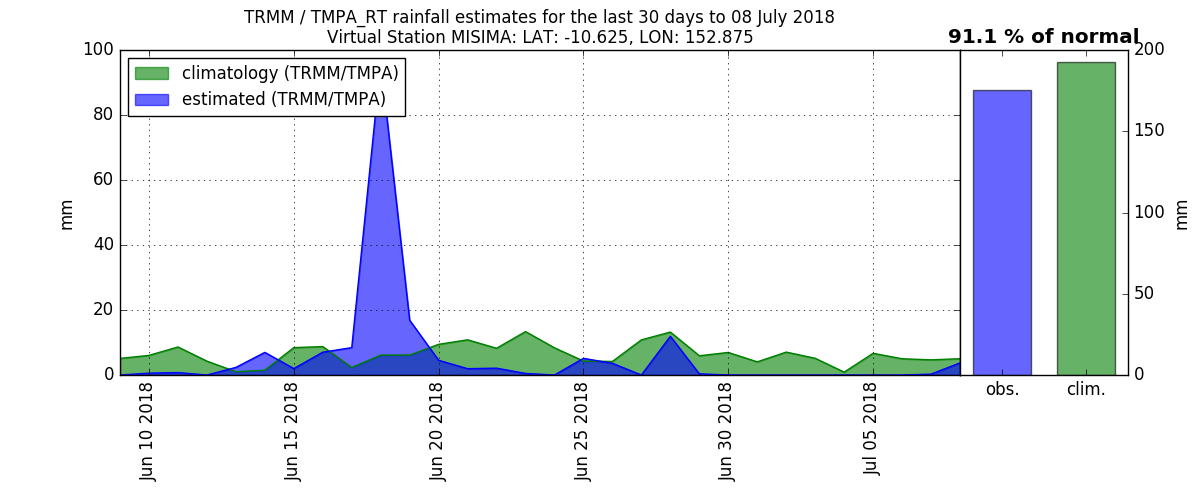 TRMM / TMPA_RT rainfall estimates for the last 30 days to 08 July 2018
Virtual Station MISIMA: LAT: -10.625, LON: 152.875
91.1 % of normal
climatology (TRMM/TMPA)
estimated (TRMM/TMPA)
100
80
60
40
20
0
mm
Jun 10 2018
Jun 15 2018
Jun 20 2018
Jun 25 2018
Jun 30 2018
Jul 05 2018
obs.
clim.
200
150
100
50
0
mm